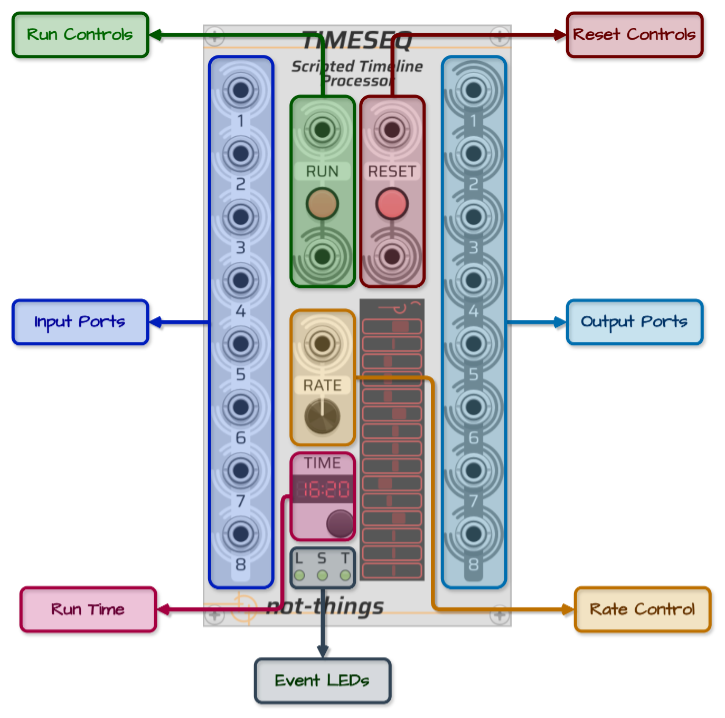 Run Controls
TIMESEQ
Reset Controls
Scripted Timeline
Processor
1
1
RUN
RESET
2
2
3
3
Input Ports
4
4
Output Ports
5
5
RATE
6
6
TIME
16:20
7
7
L S T
8
8
Run Time
not-things
Rate Control
Event LEDs